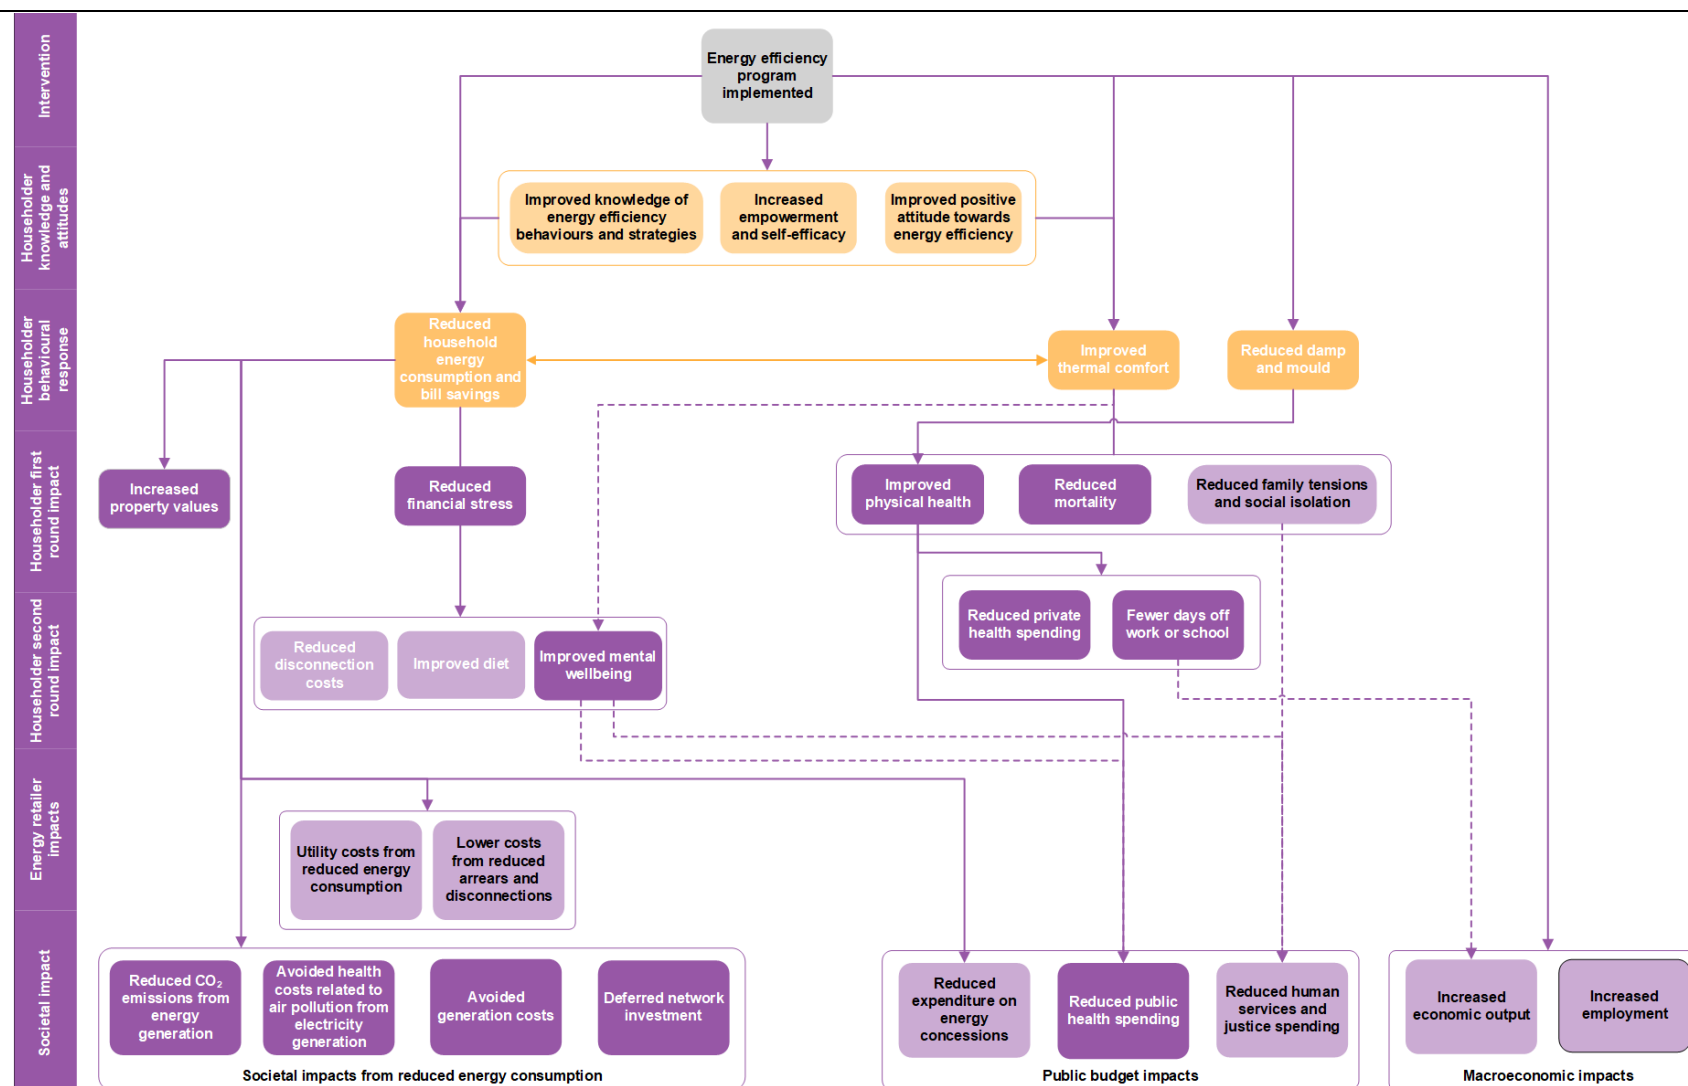 Intervention
Energy efficiency
program
implemented
Householder
knowledge and
attitudes
Improved knowledge of
energy efficiency
behaviours and strategies
Increased
empowerment
and self-efficacy
Improved positive
attitude towards
energy efficiency
Householder
behavioural
response
Reduced
household
energy
consumption and
bill savings
Improved
thermal comfort
Reduced damp
and mould
Householder first
round impact
Increased
property values
Reduced
financial stress
Improved
physical health
Reduced
mortality
Reduced family tensions
and social isolation
Householder second
round impact
Reduced
disconnection
costs
Improved diet
Improved mental
wellbeing
Reduced private
health spending
Fewer days off
work or school
Energy retailer
impacts
Utility costs from
reduced energy
consumption
Lower costs
from reduced
arrears and
disconnections
Societal impact
Reduced CO₂
emissions from
energy
generation
Avoided health
costs related to
air pollution from
electricity
generation
Avoided
generation costs
Deferred network
investment
Societal impacts from reduced energy consumption
Reduced
expenditure on
energy
concessions
Reduced public
health spending
Reduced human
services and
justice spending
Public budget impacts
Increased
economic output
Increased
employment
Macroeconomic impacts